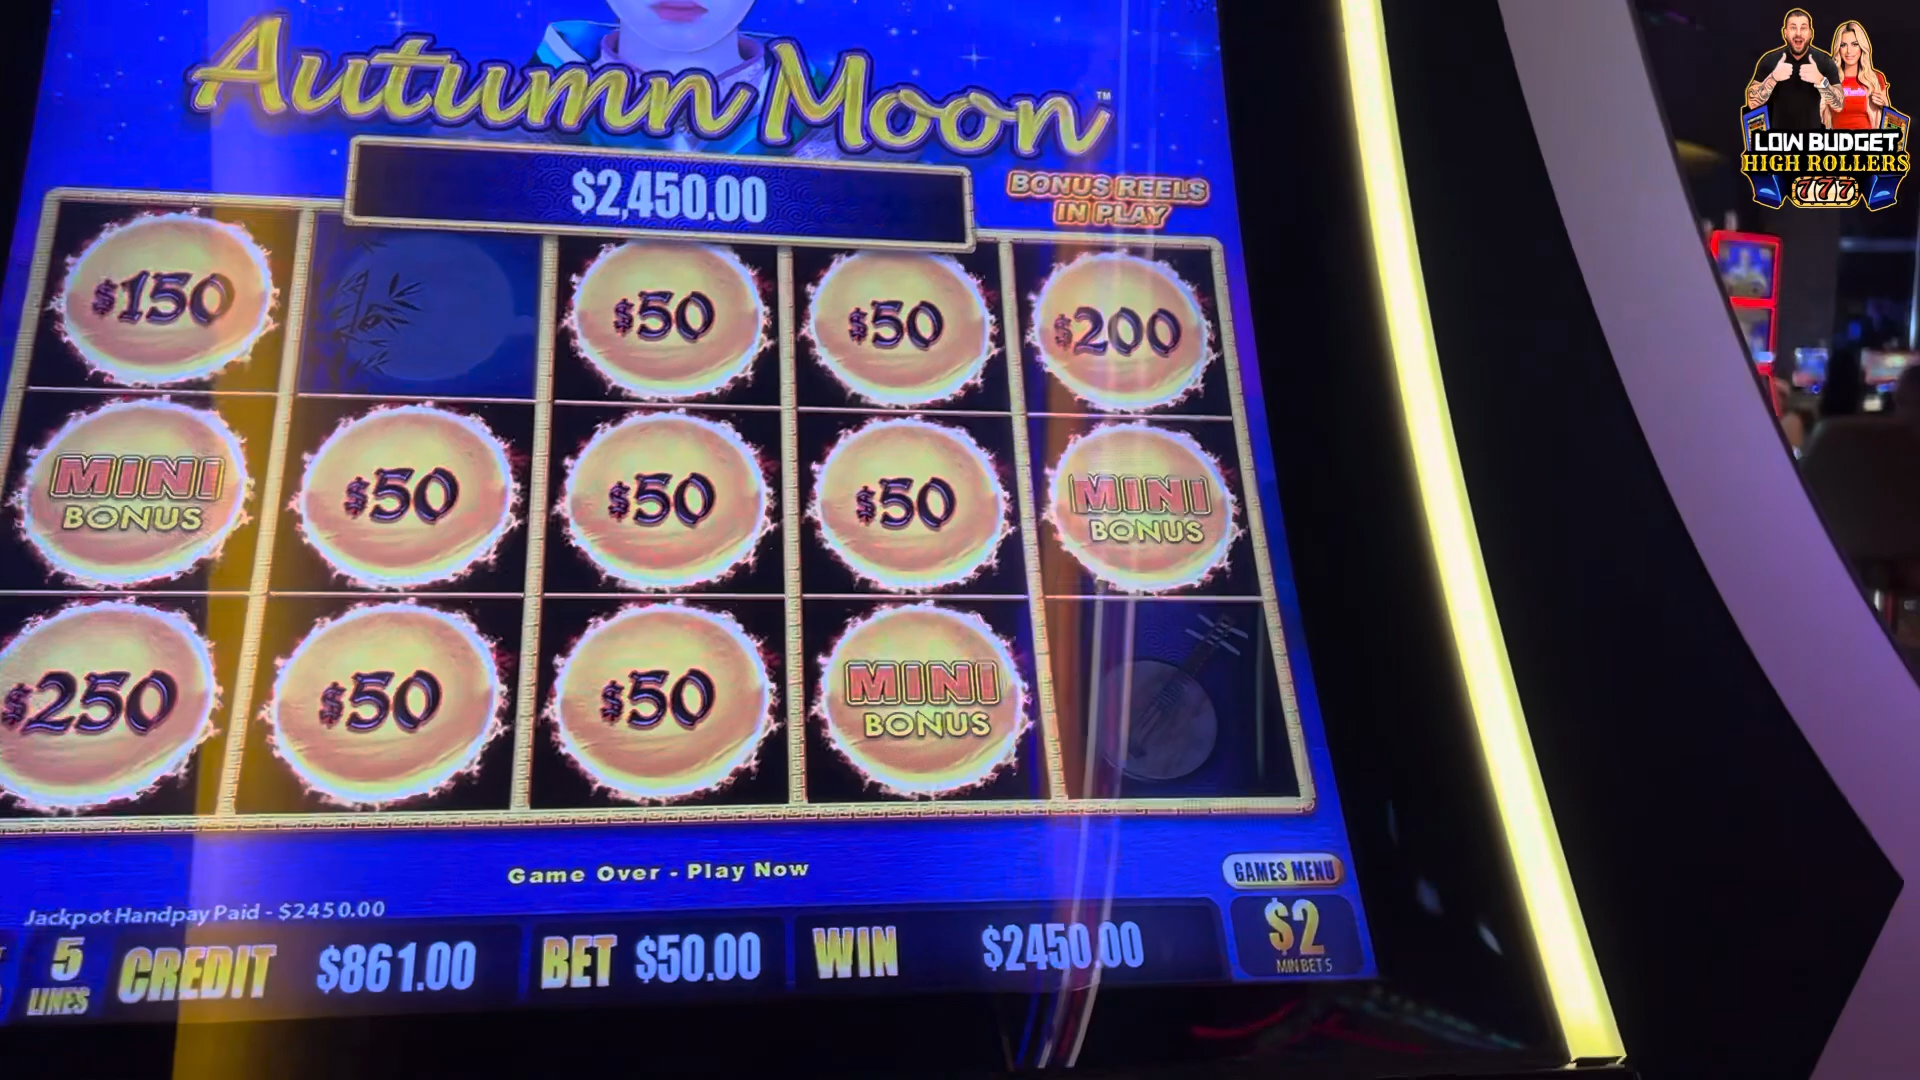 Autumn Moon™
$2,450.00
BONUS REELS
IN PLAY
$150
$50
$50
$200
MINI
BONUS
$50
$50
$50
MINI
BONUS
$250
$50
$50
MINI
BONUS
Game Over - Play Now
GAMES MENU
Jackpot Handpay Paid - $2450.00
5
LINES
CREDIT $861.00
BET $50.00
WIN $2450.00
$2
MIN BET 5
LOW BUDGET
HIGH ROLLERS
777